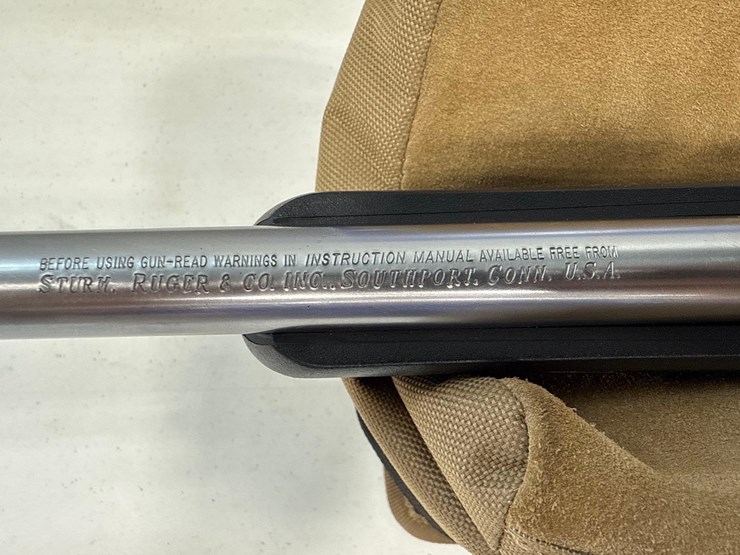 BEFORE USING GUN-READ WARNINGS IN INSTRUCTION MANUAL AVAILABLE FREE FROM
STURM, RUGER & CO. INC., SOUTHPORT, CONN. U.S.A.